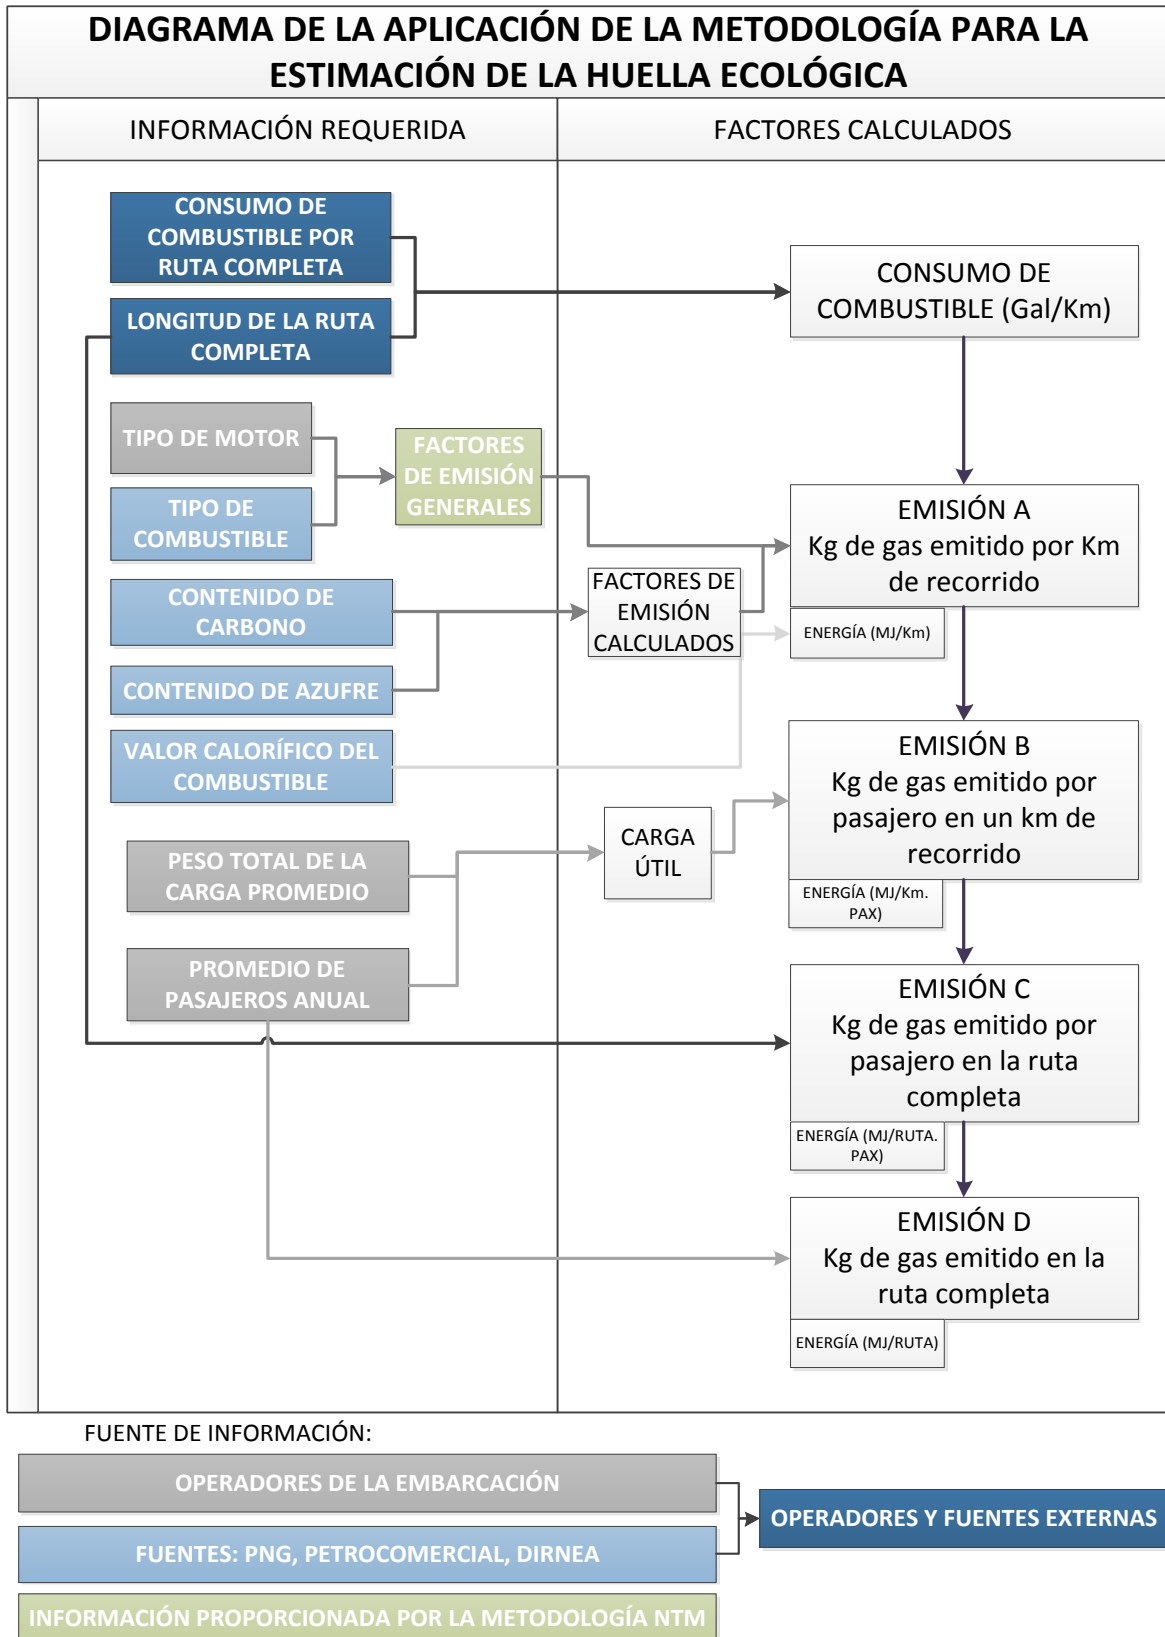 DIAGRAMA DE LA APLICACIÓN DE LA METODOLOGÍA PARA LA
ESTIMACIÓN DE LA HUELLA ECOLÓGICA
INFORMACIÓN REQUERIDA
FACTORES CALCULADOS
CONSUMO DE
COMBUSTIBLE POR
RUTA COMPLETA
LONGITUD DE LA RUTA
COMPLETA
CONSUMO DE
COMBUSTIBLE (Gal/Km)
TIPO DE MOTOR
TIPO DE
COMBUSTIBLE
FACTORES
DE EMISIÓN
GENERALES
EMISIÓN A
Kg de gas emitido por Km
de recorrido
ENERGÍA (MJ/Km)
CONTENIDO DE
CARBONO
FACTORES DE
EMISIÓN
CALCULADOS
CONTENIDO DE AZUFRE
VALOR CALORÍFICO DEL
COMBUSTIBLE
EMISIÓN B
Kg de gas emitido por
pasajero en un km de
recorrido
ENERGÍA (MJ/Km.
PAX)
PESO TOTAL DE LA
CARGA PROMEDIO
CARGA
ÚTIL
PROMEDIO DE
PASAJEROS ANUAL
EMISIÓN C
Kg de gas emitido por
pasajero en la ruta
completa
ENERGÍA (MJ/RUTA.
PAX)
EMISIÓN D
Kg de gas emitido en la
ruta completa
ENERGÍA (MJ/RUTA)
FUENTE DE INFORMACIÓN:
OPERADORES DE LA EMBARCACIÓN
FUENTES: PNG, PETROCOMERCIAL, DIRNEA
OPERADORES Y FUENTES EXTERNAS
INFORMACIÓN PROPORCIONADA POR LA METODOLOGÍA NTM